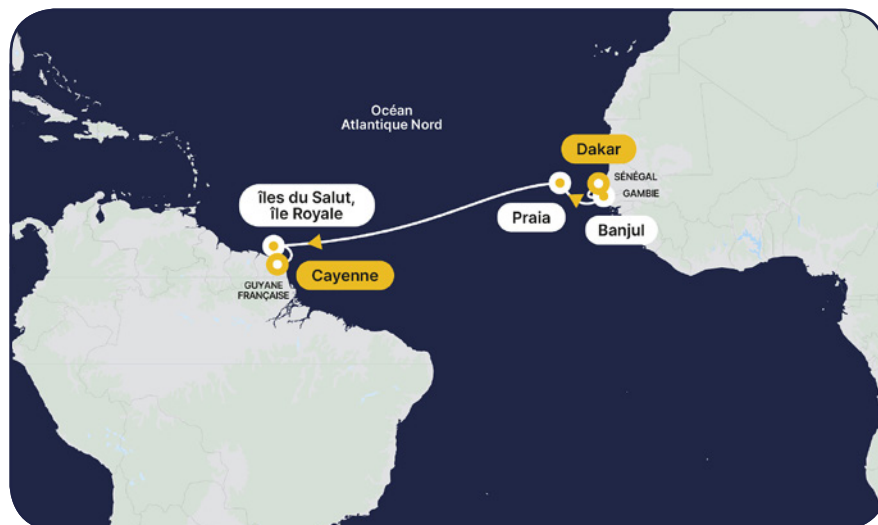 Océan
Atlantique Nord
Dakar
SÉNÉGAL
GAMBIE
îles du Salut,
île Royale
Praia
Banjul
Cayenne
GUYANE
FRANÇAISE